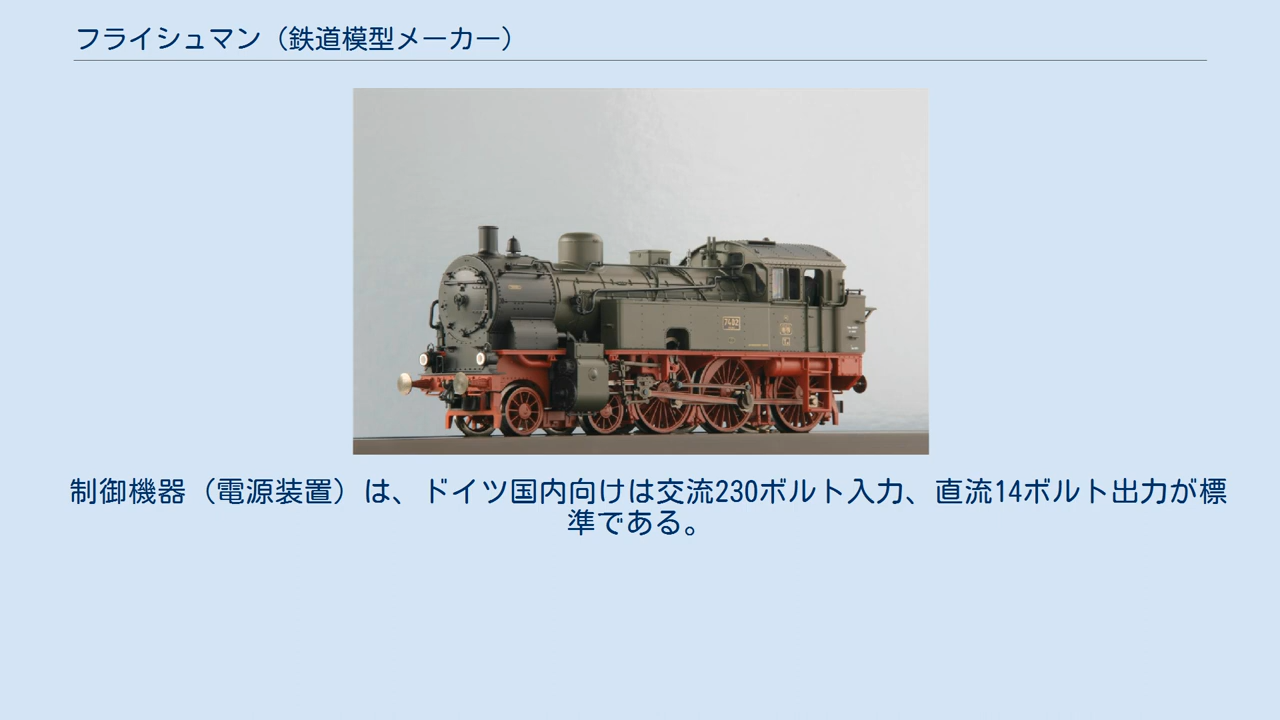 フライシュマン（鉄道模型メーカー）
7402
制御機器（電源装置）は、ドイツ国内向けは交流230ボルト入力、直流14ボルト出力が標
準である。